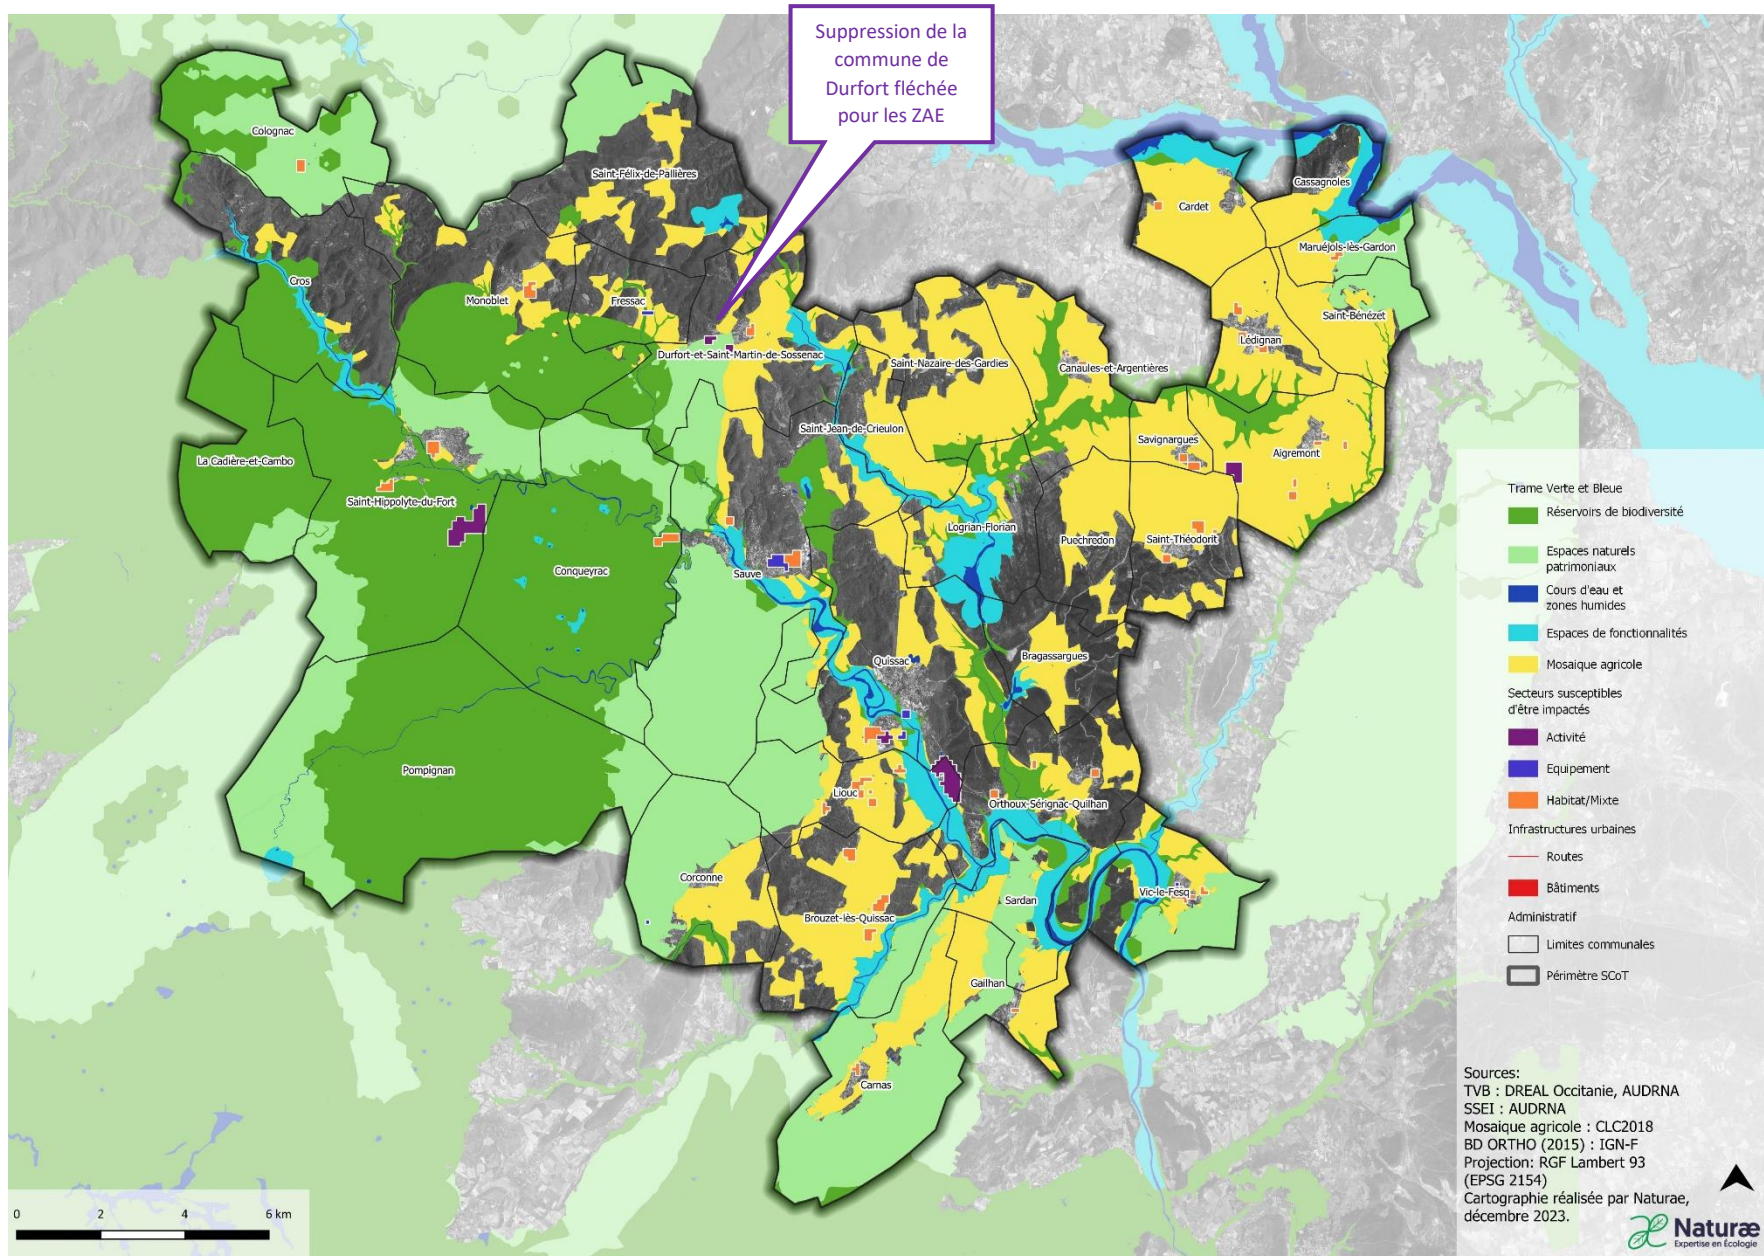 Suppression de la
commune de
Durfort fléchée
pour les ZAE
Colognac
Saint-Félix-de-Pallières
Cassagnoles
Cardet
Maruéjols-lès-Gardon
Cros
Monoblet
Fressac
Saint-Bénézet
Lédignan
Durfort-et-Saint-Martin-de-Sossenac
Saint-Nazaire-des-Gardies
Canaules-et-Argentières
Saint-Jean-de-Crieulon
Savignargues
Aigremont
La Cadière-et-Cambo
Saint-Hippolyte-du-Fort
Logrian-Florian
Puechredon
Saint-Théodorit
Conqueyrac
Sauve
Quissac
Bragassargues
Pompignan
Liouc
Orthoux-Sérignac-Quilhan
Corconne
Brouzet-lès-Quissac
Sardan
Vic-le-Fesq
Gailhan
Carnas
Trame Verte et Bleue
Réservoirs de biodiversité
Espaces naturels
patrimoniaux
Cours d'eau et
zones humides
Espaces de fonctionnalités
Mosaique agricole
Secteurs susceptibles
d'être impactés
Activité
Equipement
Habitat/Mixte
Infrastructures urbaines
Routes
Bâtiments
Administratif
Limites communales
Périmètre SCoT
Sources:
TVB : DREAL Occitanie, AUDRNA
SSEI : AUDRNA
Mosaique agricole : CLC2018
BD ORTHO (2015) : IGN-F
Projection: RGF Lambert 93
(EPSG 2154)
Cartographie réalisée par Naturae,
décembre 2023.
Naturæ
Expertise en Écologie
0 2 4 6 km